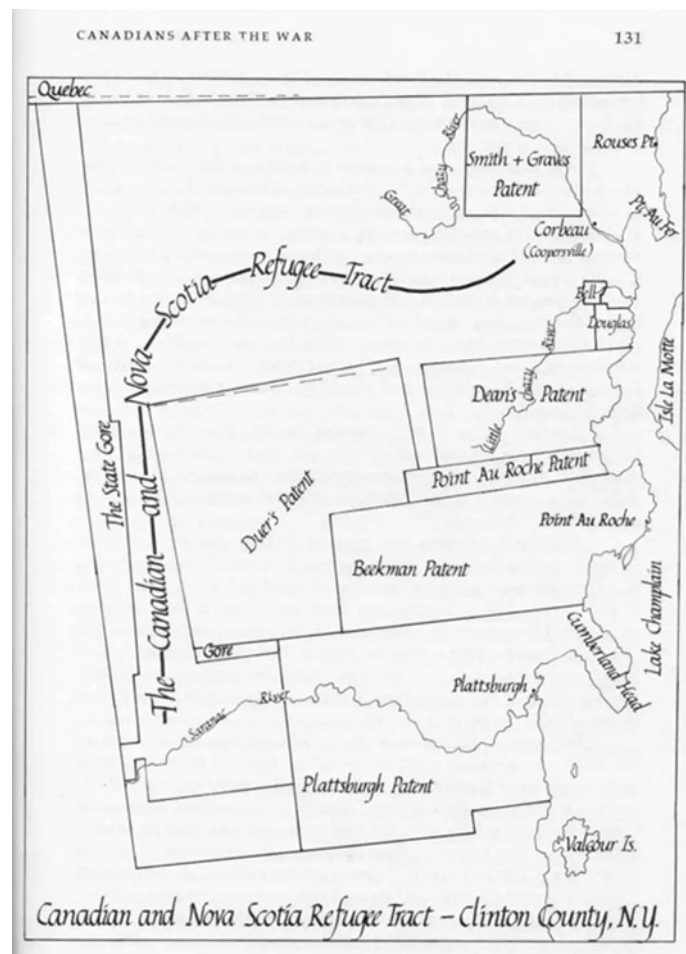 CANADIANS AFTER THE WAR
131
Quebec
Rouses Pt.
Smith + Graves
Patent
Great Chazy River
Pt. Au Fer
Corbeau
(Coopersville)
The Canadian and Nova Scotia Refugee Tract
Bell
Douglas
Isle La Motte
Little Chazy River
Dean's Patent
The State Gore
Point Au Roche Patent
Duer's Patent
Point Au Roche
Beekman Patent
Lake Champlain
Cumberland Head
Gore
Plattsburgh
Saranac River
Plattsburgh Patent
Valcour Is.
Canadian and Nova Scotia Refugee Tract – Clinton County, N.Y.